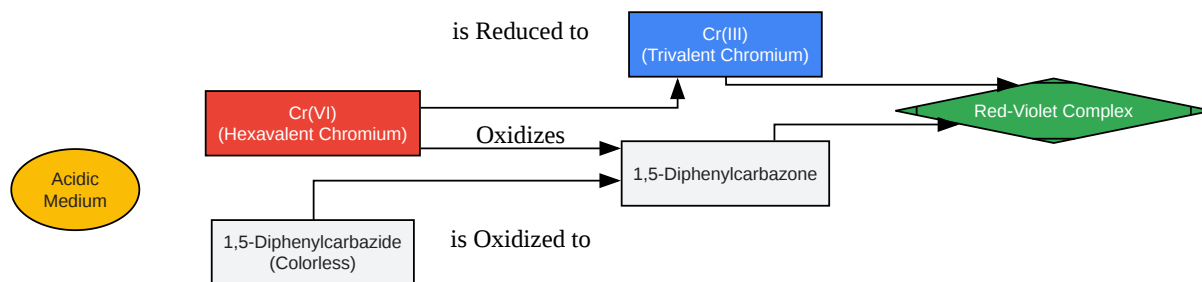 is Reduced to
Cr(III)
(Trivalent Chromium)
Cr(VI)
(Hexavalent Chromium)
Red-Violet Complex
Oxidizes
1,5-Diphenylcarbazone
Acidic
Medium
1,5-Diphenylcarbazide
(Colorless)
is Oxidized to